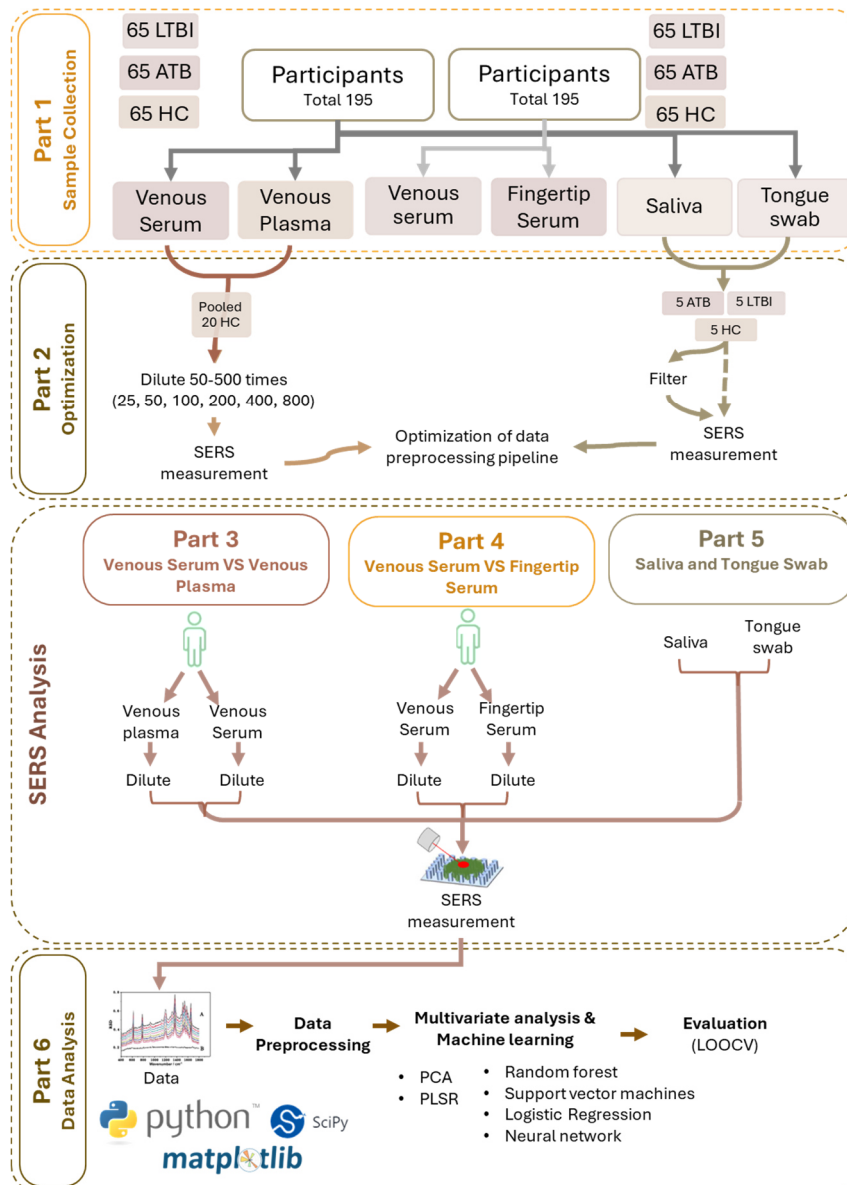 Part 1
Sample Collection
65 LTBI
65 ATB
65 HC
Participants
Total 195
Participants
Total 195
65 LTBI
65 ATB
65 HC
Venous
Serum
Venous
Plasma
Venous
serum
Fingertip
Serum
Saliva
Tongue
swab
Part 2
Optimization
Pooled
20 HC
Dilute 50-500 times
(25, 50, 100, 200, 400, 800)
SERS
measurement
Optimization of data
preprocessing pipeline
5 ATB
5 LTBI
5 HC
Filter
SERS
measurement
SERS Analysis
Part 3
Venous Serum VS Venous
Plasma
Part 4
Venous Serum VS Fingertip
Serum
Part 5
Saliva and Tongue Swab
Venous
plasma
Venous
Serum
Dilute
Dilute
Venous
Serum
Fingertip
Serum
Dilute
Dilute
Saliva
Tongue
swab
SERS
measurement
Part 6
Data Analysis
A
B
Data
Data
Preprocessing
Multivariate analysis &
Machine learning
• PCA
• PLSR
• Random forest
• Support vector machines
• Logistic Regression
• Neural network
Evaluation
(LOOCV)
python™
SciPy
matplotlib